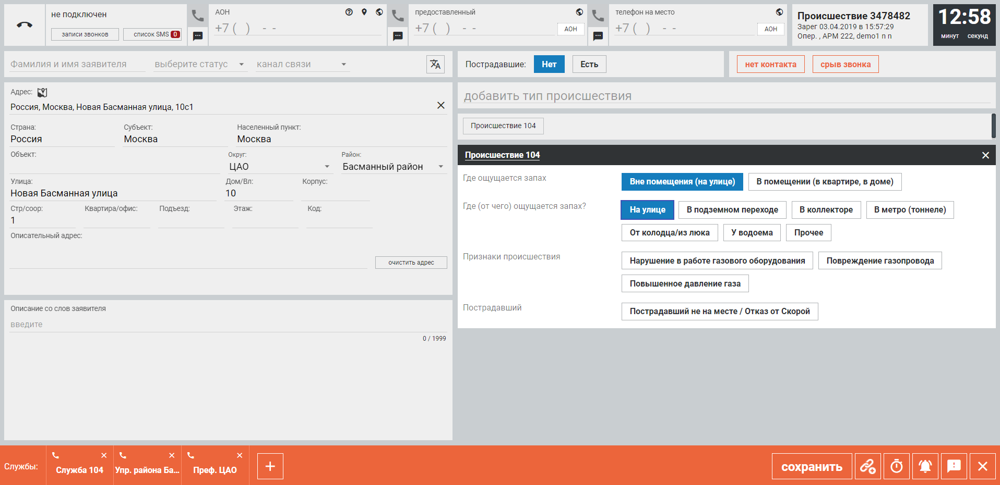 не подключен
записи звонков
список SMS 0
АОН
+7 ( ) - -
предоставленный
+7 ( ) - -
АОН
телефон на место
+7 ( ) - -
АОН
Происшествие 3478482
Зарег 03.04.2019 в 15:57:29
Опер. , АРМ 222, demo1 n n
12:58
минут секунд
Фамилия и имя заявителя
выберите статус
канал связи
Пострадавшие:
Нет
Есть
нет контакта
срыв звонка
Адрес:
Россия, Москва, Новая Басманная улица, 10с1
Страна:
Россия
Субъект:
Москва
Населенный пункт:
Москва
Объект:
Округ:
ЦАО
Район:
Басманный район
Улица:
Новая Басманная улица
Дом/Вл:
10
Корпус:
Стр/соор:
1
Квартира/офис:
Подъезд:
Этаж:
Код:
Описательный адрес:
очистить адрес
Описание со слов заявителя
введите
0 / 1999
добавить тип происшествия
Происшествие 104
Происшествие 104
Где ощущается запах
Вне помещения (на улице)
В помещении (в квартире, в доме)
Где (от чего) ощущается запах?
На улице
В подземном переходе
В коллекторе
В метро (тоннеле)
От колодца/из люка
У водоема
Прочее
Признаки происшествия
Нарушение в работе газового оборудования
Повреждение газопровода
Повышенное давление газа
Пострадавший
Пострадавший не на месте / Отказ от Скорой
Службы:
Служба 104
Упр. района Ба...
Преф. ЦАО
сохранить